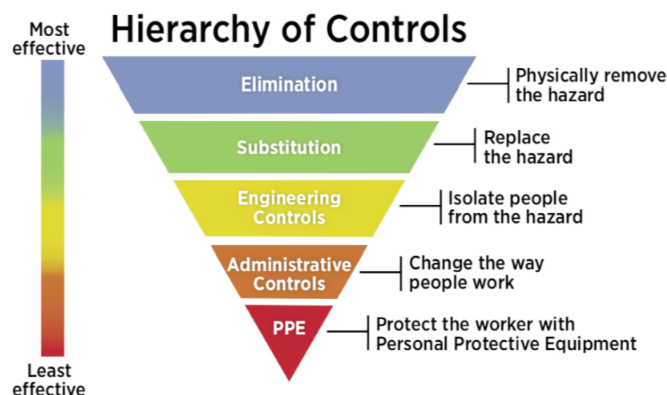 Hierarchy of Controls
Most
effective
Elimination
Physically remove
the hazard
Substitution
Replace
the hazard
Engineering
Controls
Isolate people
from the hazard
Administrative
Controls
Change the way
people work
PPE
Protect the worker with
Personal Protective Equipment
Least
effective